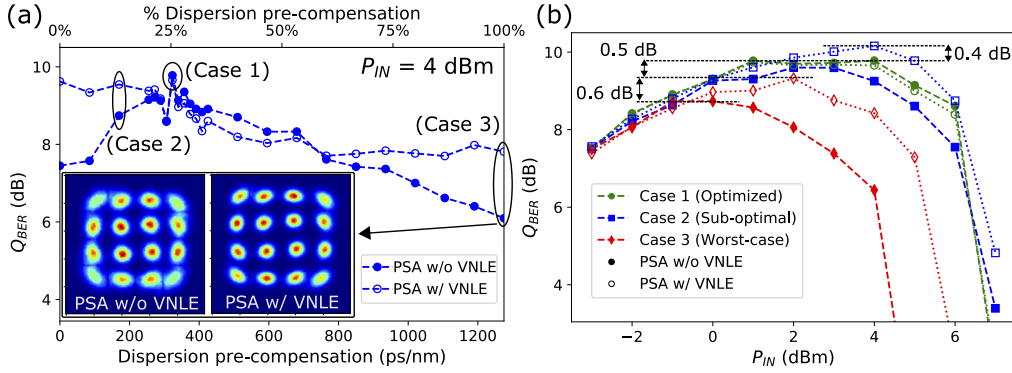 (a)
% Dispersion pre-compensation
0% 25% 50% 75% 100%
10
8
6
4
Q_BER (dB)
(Case 1)
P_IN = 4 dBm
(Case 2)
(Case 3)
PSA w/o VNLE
PSA w/ VNLE
PSA w/o VNLE
PSA w/ VNLE
0 200 400 600 800 1000 1200
Dispersion pre-compensation (ps/nm)
(b)
10
8
6
4
Q_BER (dB)
0.5 dB
0.4 dB
0.6 dB
Case 1 (Optimized)
Case 2 (Sub-optimal)
Case 3 (Worst-case)
PSA w/o VNLE
PSA w/ VNLE
−2 0 2 4 6
P_IN (dBm)